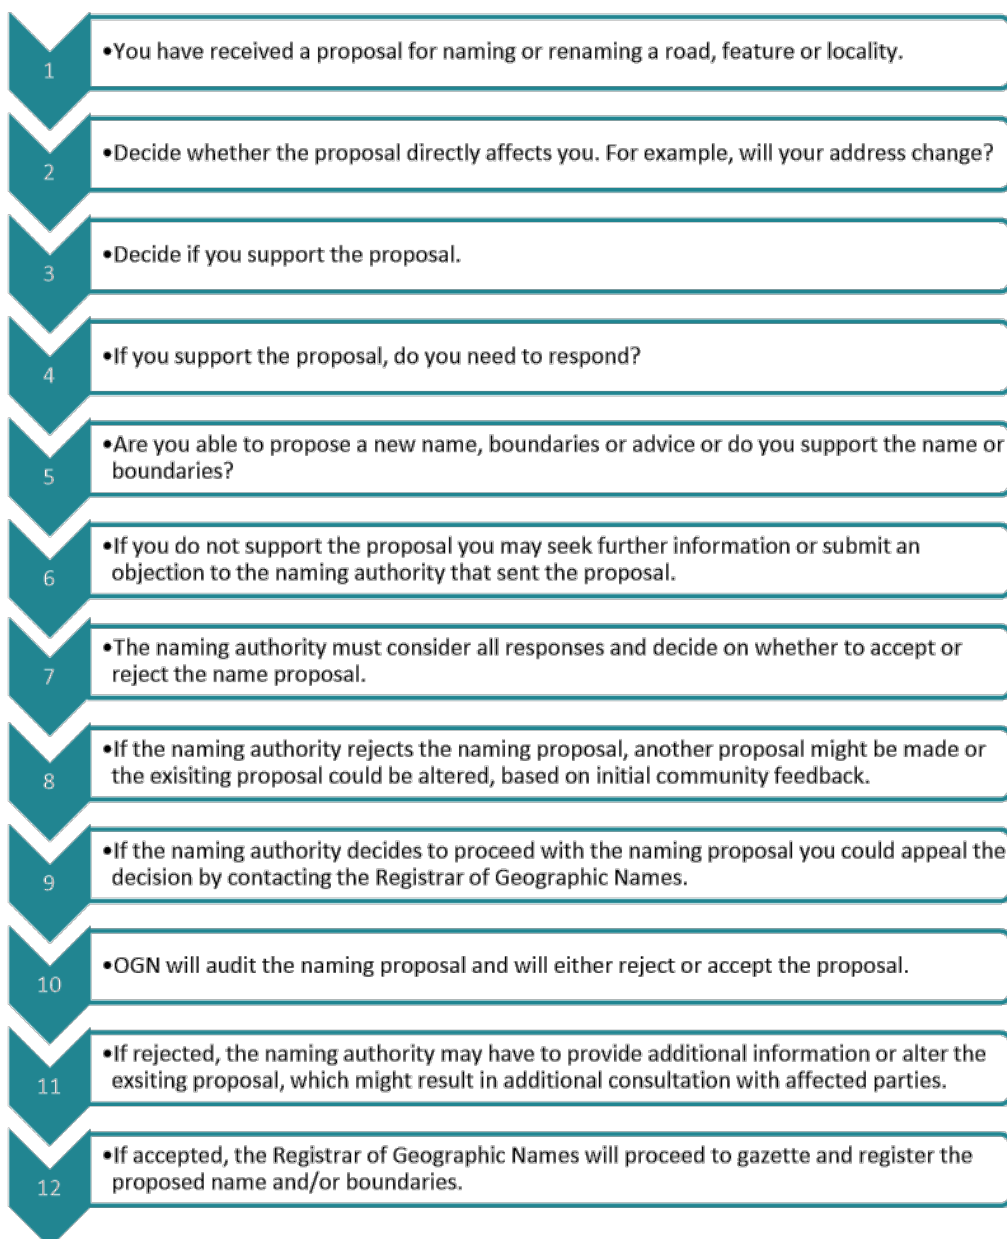 1
•You have received a proposal for naming or renaming a road, feature or locality.
2
•Decide whether the proposal directly affects you. For example, will your address change?
3
•Decide if you support the proposal.
4
•If you support the proposal, do you need to respond?
5
•Are you able to propose a new name, boundaries or advice or do you support the name or
boundaries?
6
•If you do not support the proposal you may seek further information or submit an
objection to the naming authority that sent the proposal.
7
•The naming authority must consider all responses and decide on whether to accept or
reject the name proposal.
8
•If the naming authority rejects the naming proposal, another proposal might be made or
the exisiting proposal could be altered, based on initial community feedback.
9
•If the naming authority decides to proceed with the naming proposal you could appeal the
decision by contacting the Registrar of Geographic Names.
10
•OGN will audit the naming proposal and will either reject or accept the proposal.
11
•If rejected, the naming authority may have to provide additional information or alter the
exsiting proposal, which might result in additional consultation with affected parties.
12
•If accepted, the Registrar of Geographic Names will proceed to gazette and register the
proposed name and/or boundaries.